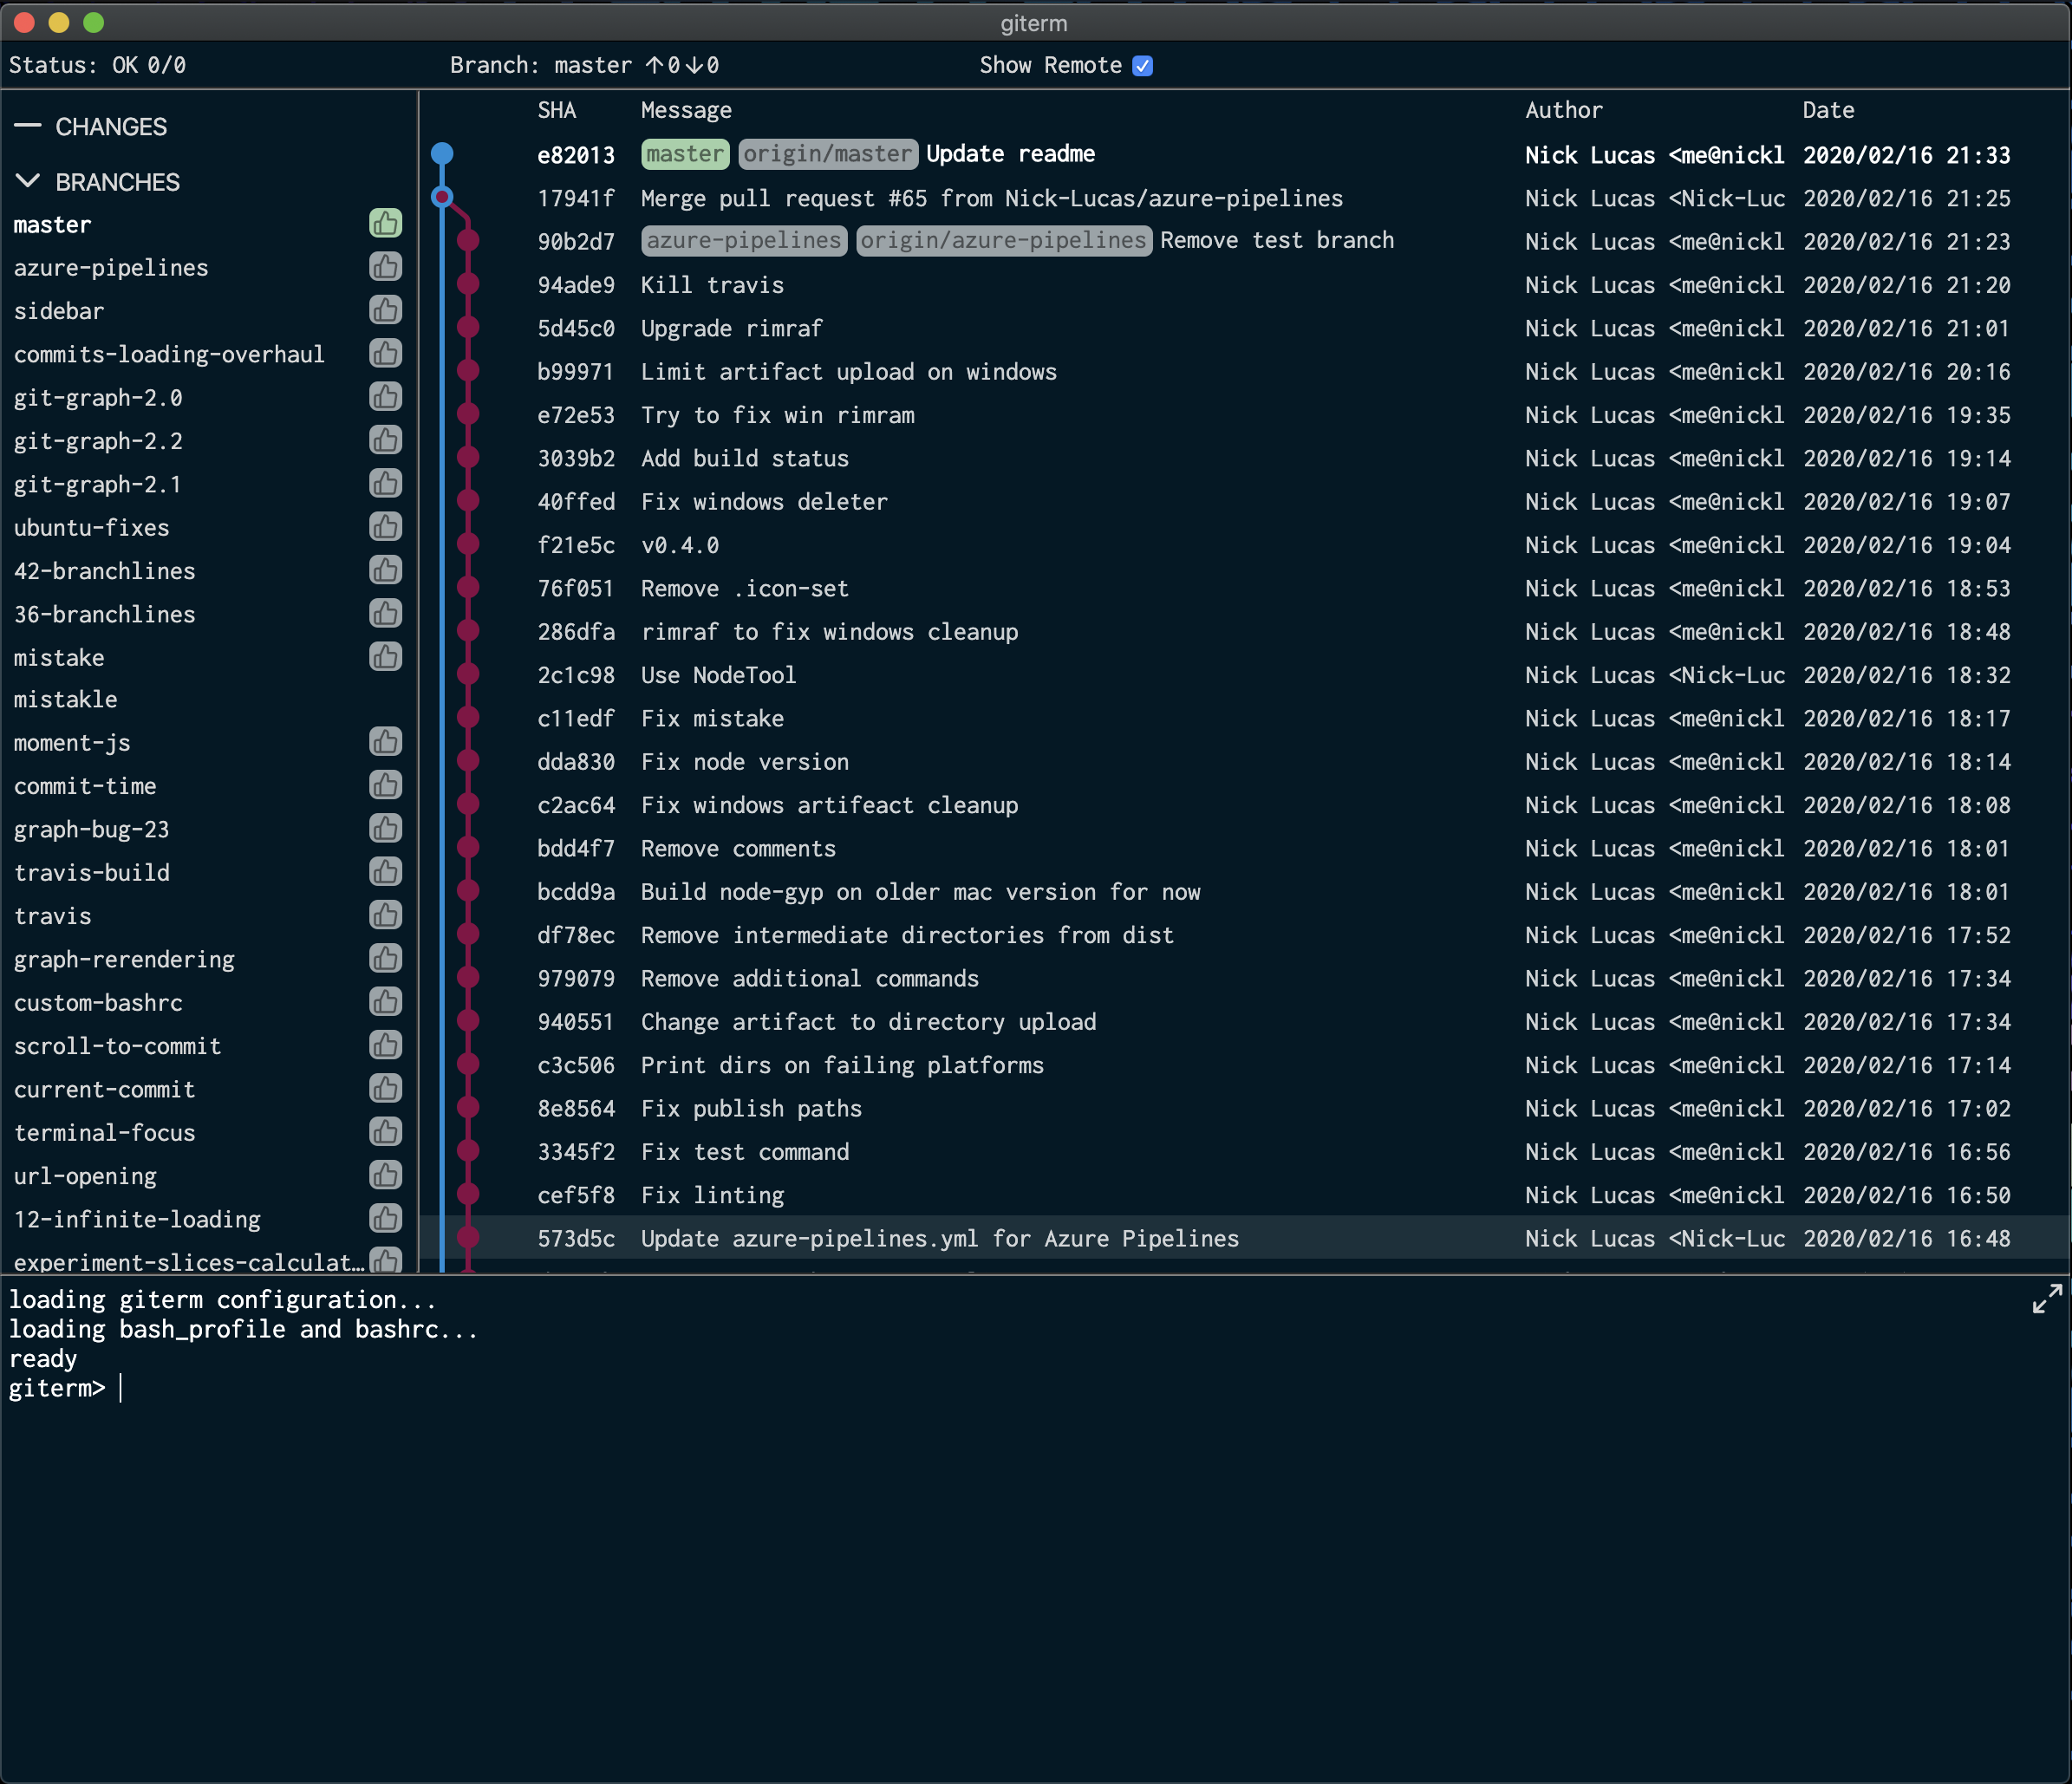 giterm
Status: OK 0/0 Branch: master ↑0↓0 Show Remote
CHANGES
BRANCHES
master
azure-pipelines
sidebar
commits-loading-overhaul
git-graph-2.0
git-graph-2.2
git-graph-2.1
ubuntu-fixes
42-branchlines
36-branchlines
mistake
mistakle
moment-js
commit-time
graph-bug-23
travis-build
travis
graph-rerendering
custom-bashrc
scroll-to-commit
current-commit
terminal-focus
url-opening
12-infinite-loading
experiment-slices-calculat…
SHA Message Author Date
e82013 master origin/master Update readme Nick Lucas <me@nickl 2020/02/16 21:33
17941f Merge pull request #65 from Nick-Lucas/azure-pipelines Nick Lucas <Nick-Luc 2020/02/16 21:25
90b2d7 azure-pipelines origin/azure-pipelines Remove test branch Nick Lucas <me@nickl 2020/02/16 21:23
94ade9 Kill travis Nick Lucas <me@nickl 2020/02/16 21:20
5d45c0 Upgrade rimraf Nick Lucas <me@nickl 2020/02/16 21:01
b99971 Limit artifact upload on windows Nick Lucas <me@nickl 2020/02/16 20:16
e72e53 Try to fix win rimram Nick Lucas <me@nickl 2020/02/16 19:35
3039b2 Add build status Nick Lucas <me@nickl 2020/02/16 19:14
40ffed Fix windows deleter Nick Lucas <me@nickl 2020/02/16 19:07
f21e5c v0.4.0 Nick Lucas <me@nickl 2020/02/16 19:04
76f051 Remove .icon-set Nick Lucas <me@nickl 2020/02/16 18:53
286dfa rimraf to fix windows cleanup Nick Lucas <me@nickl 2020/02/16 18:48
2c1c98 Use NodeTool Nick Lucas <Nick-Luc 2020/02/16 18:32
c11edf Fix mistake Nick Lucas <me@nickl 2020/02/16 18:17
dda830 Fix node version Nick Lucas <me@nickl 2020/02/16 18:14
c2ac64 Fix windows artifeact cleanup Nick Lucas <me@nickl 2020/02/16 18:08
bdd4f7 Remove comments Nick Lucas <me@nickl 2020/02/16 18:01
bcdd9a Build node-gyp on older mac version for now Nick Lucas <me@nickl 2020/02/16 18:01
df78ec Remove intermediate directories from dist Nick Lucas <me@nickl 2020/02/16 17:52
979079 Remove additional commands Nick Lucas <me@nickl 2020/02/16 17:34
940551 Change artifact to directory upload Nick Lucas <me@nickl 2020/02/16 17:34
c3c506 Print dirs on failing platforms Nick Lucas <me@nickl 2020/02/16 17:14
8e8564 Fix publish paths Nick Lucas <me@nickl 2020/02/16 17:02
3345f2 Fix test command Nick Lucas <me@nickl 2020/02/16 16:56
cef5f8 Fix linting Nick Lucas <me@nickl 2020/02/16 16:50
573d5c Update azure-pipelines.yml for Azure Pipelines Nick Lucas <Nick-Luc 2020/02/16 16:48
loading giterm configuration...
loading bash_profile and bashrc...
ready
giterm>